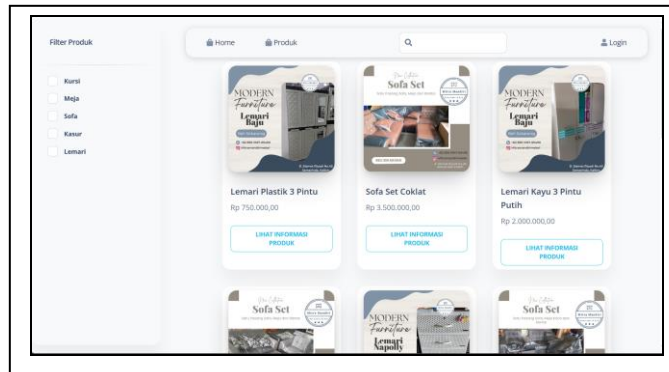 Filter Produk
Home
Produk
Login
Kursi
Meja
Sofa
Kasur
Lemari
MODERN
Furniture
Lemari
Baju
Lemari Plastik 3 Pintu
Rp 750.000,00
LIHAT INFORMASI
PRODUK
Sofa Set
Sofa Set Coklat
Rp 3.500.000,00
LIHAT INFORMASI
PRODUK
MODERN
Furniture
Lemari
Baju
Lemari Kayu 3 Pintu
Putih
Rp 2.000.000,00
LIHAT INFORMASI
PRODUK
Sofa Set
MODERN
Furniture
Lemari
Napolly
Sofa Set